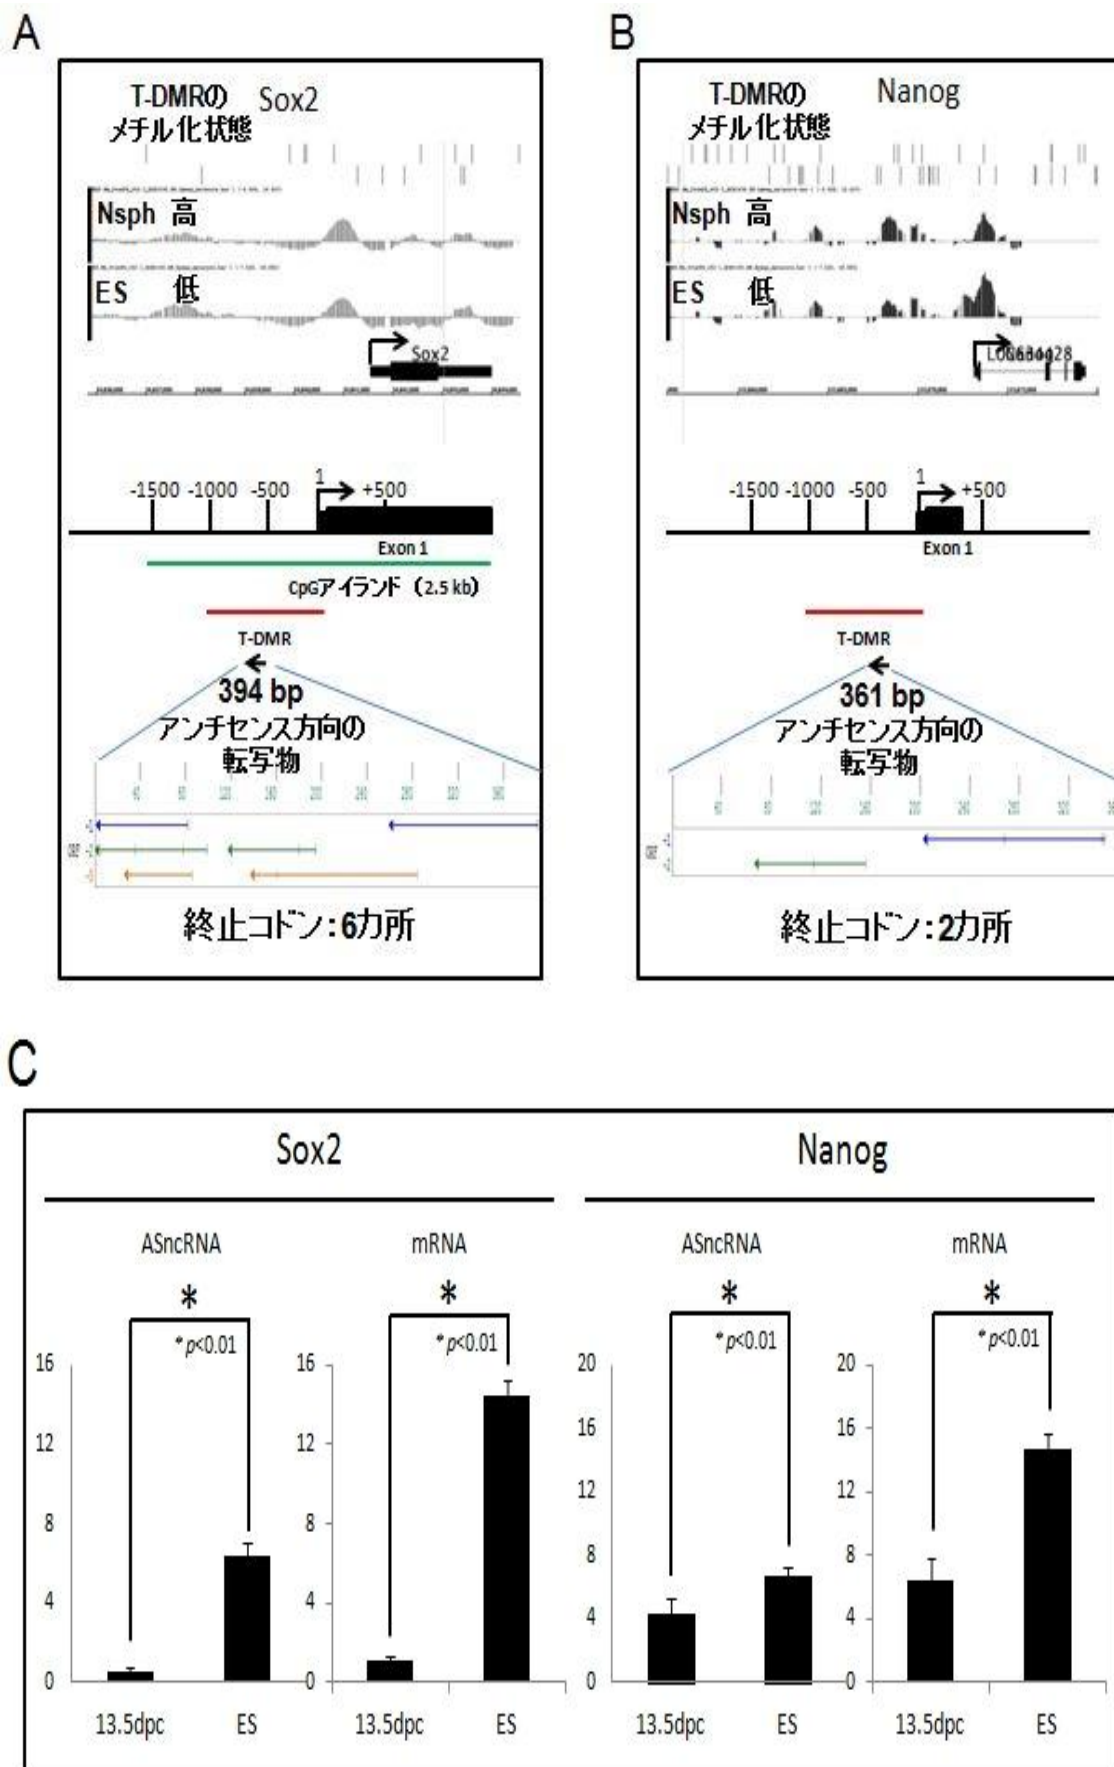 A
T-DMRの
メチル化状態
Sox2
Nsph 高
ES 低
Sox2
-1500 -1000 -500 1 +500
Exon 1
CpGアイランド（2.5 kb）
T-DMR
394 bp
アンチセンス方向の
転写物
終止コドン：6カ所
B
T-DMRの
メチル化状態
Nanog
Nsph 高
ES 低
-1500 -1000 -500 1 +500
Exon 1
T-DMR
361 bp
アンチセンス方向の
転写物
終止コドン：2カ所
C
Sox2
ASncRNA
*
* p<0.01
16
12
8
4
0
13.5dpc ES
mRNA
*
* p<0.01
16
12
8
4
0
13.5dpc ES
Nanog
ASncRNA
*
* p<0.01
20
16
12
8
4
0
13.5dpc ES
mRNA
*
* p<0.01
20
16
12
8
4
0
13.5dpc ES